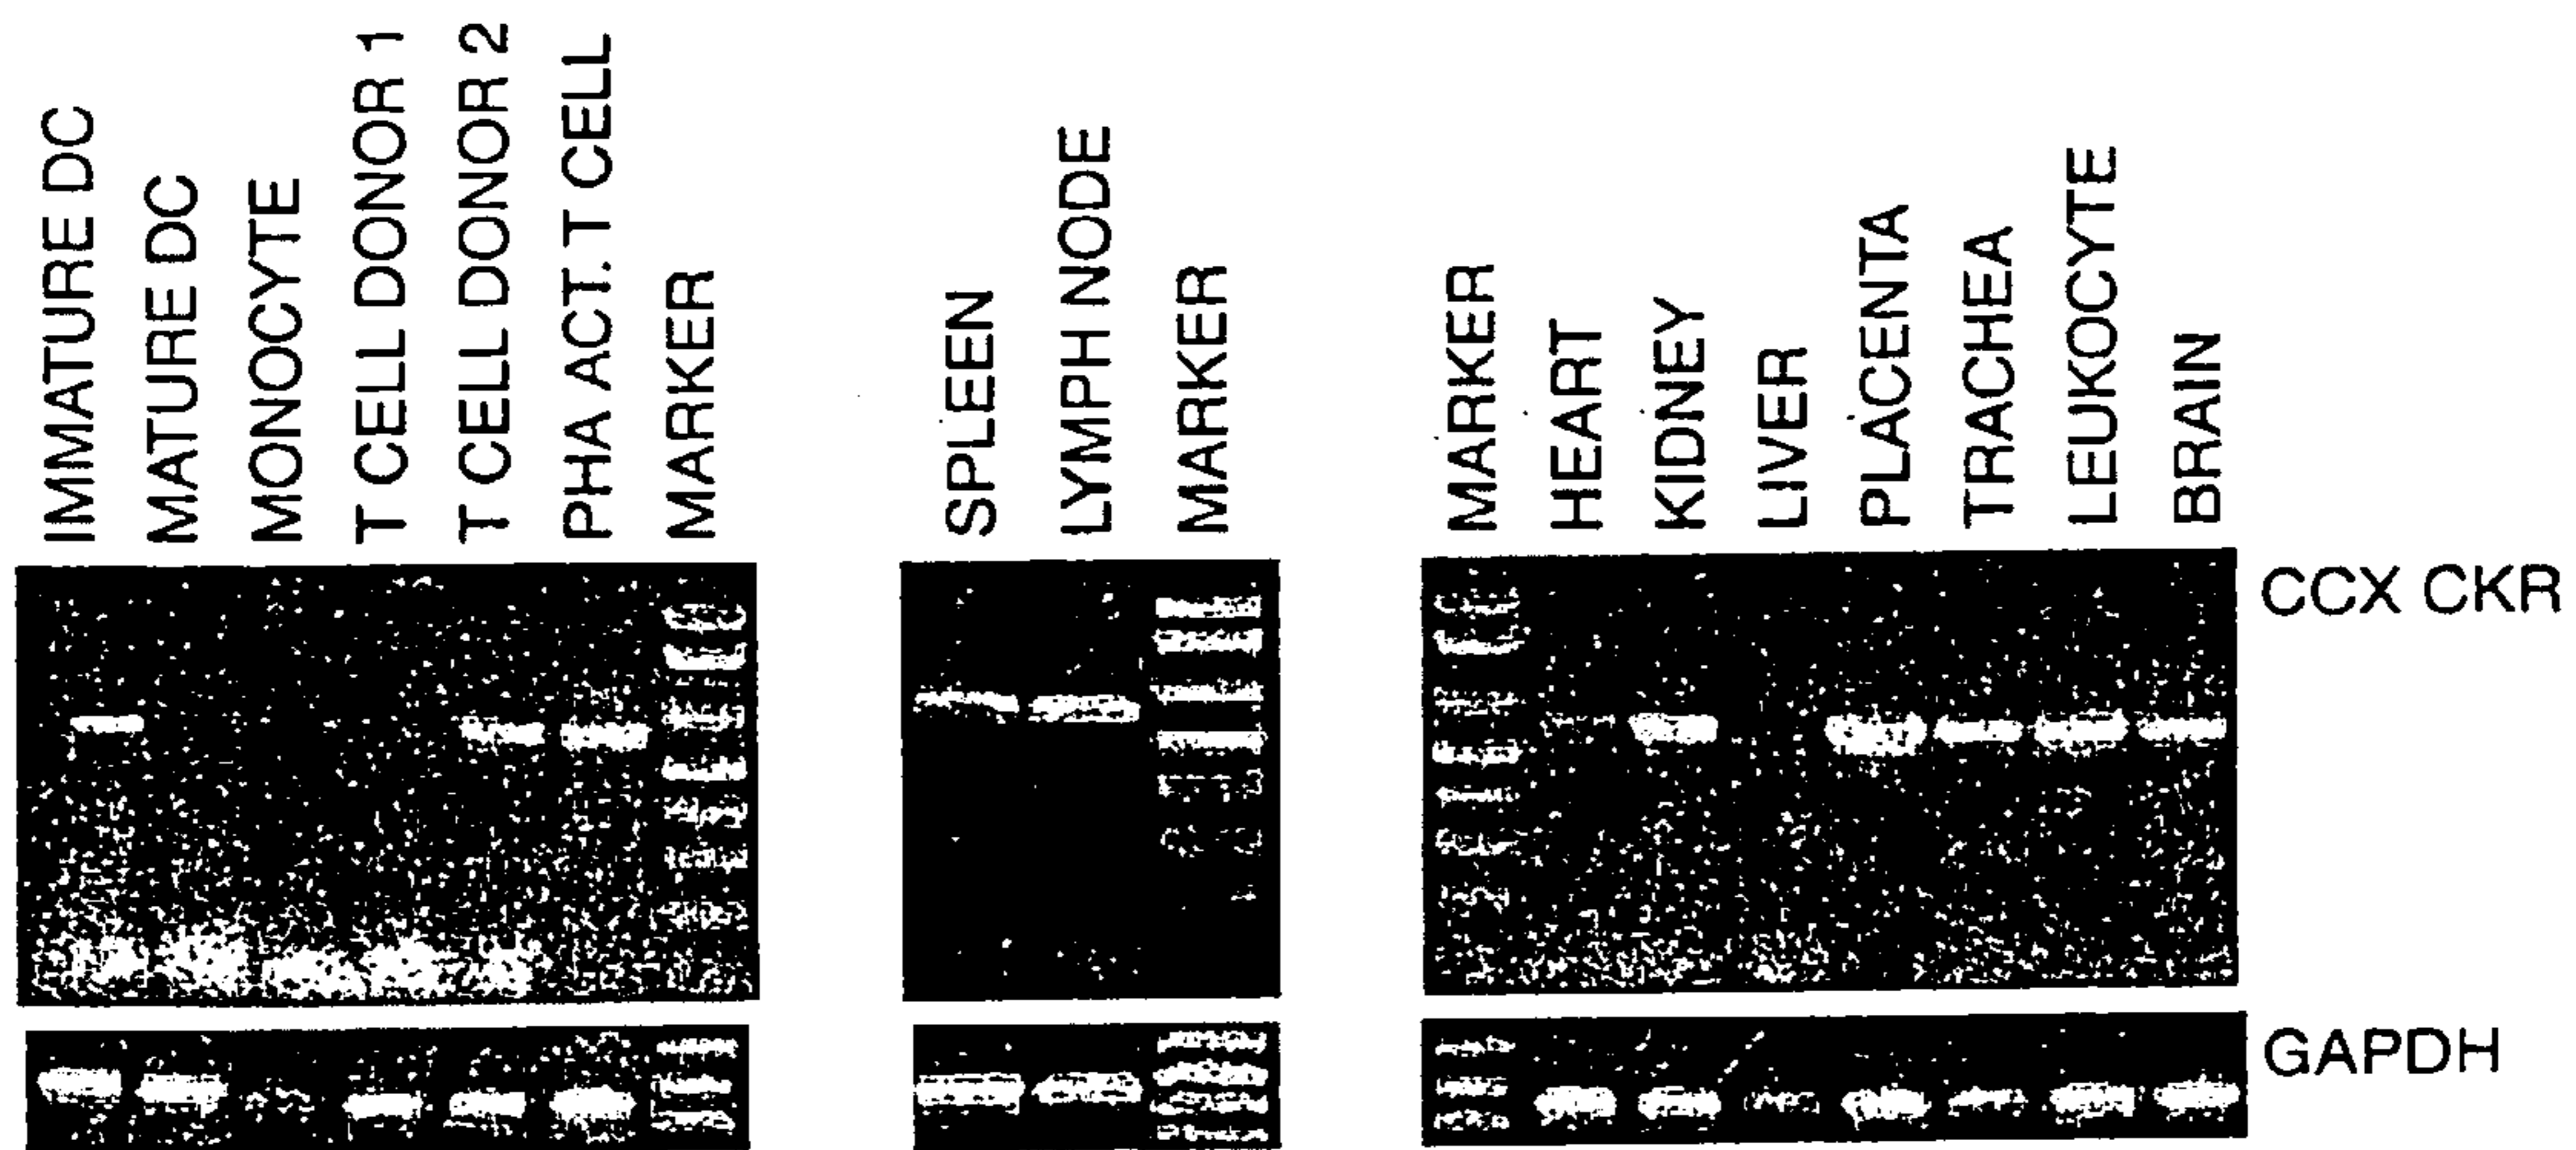 IMMATURE DC
MATURE DC
MONOCYTE
T CELL DONOR 1
T CELL DONOR 2
PHA ACT. T CELL
MARKER
SPLEEN
LYMPH NODE
MARKER
MARKER
HEART
KIDNEY
LIVER
PLACENTA
TRACHEA
LEUKOCYTE
BRAIN
CCX CKR
GAPDH